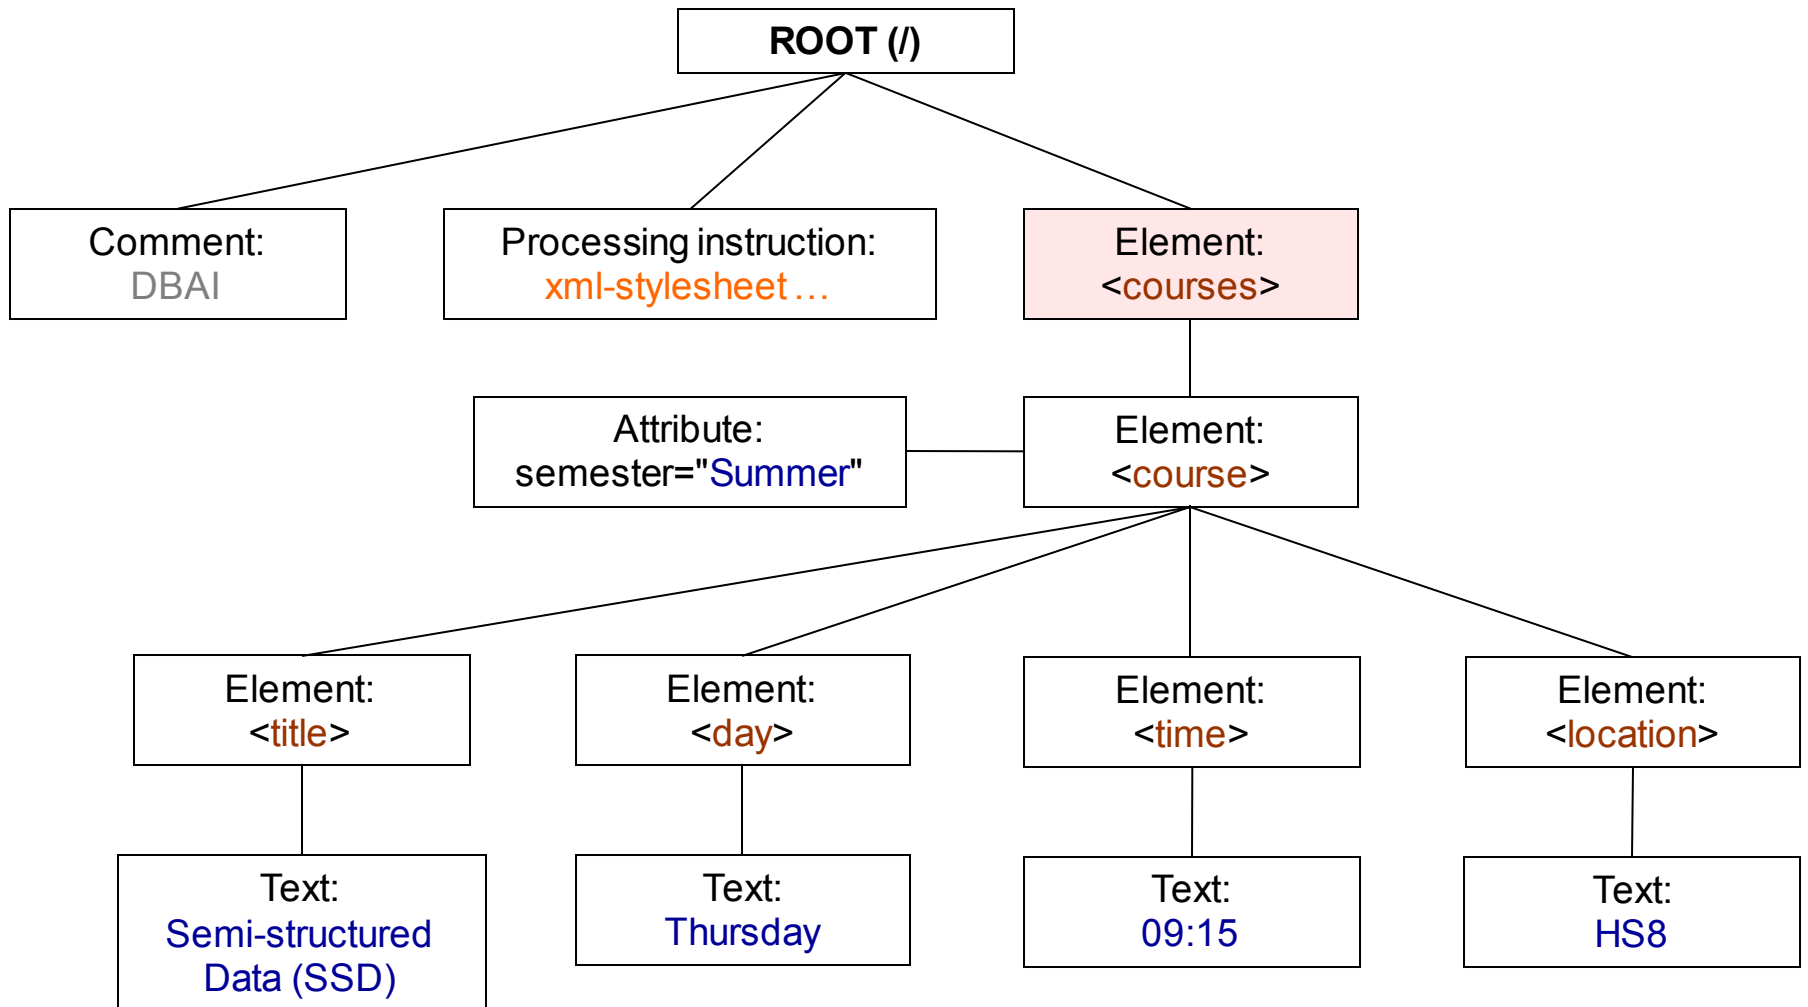 ROOT (/)
Comment:
DBAI
Processing instruction:
xml-stylesheet …
Element:
<courses>
Attribute:
semester="Summer"
Element:
<course>
Element:
<title>
Element:
<day>
Element:
<time>
Element:
<location>
Text:
Semi-structured
Data (SSD)
Text:
Thursday
Text:
09:15
Text:
HS8